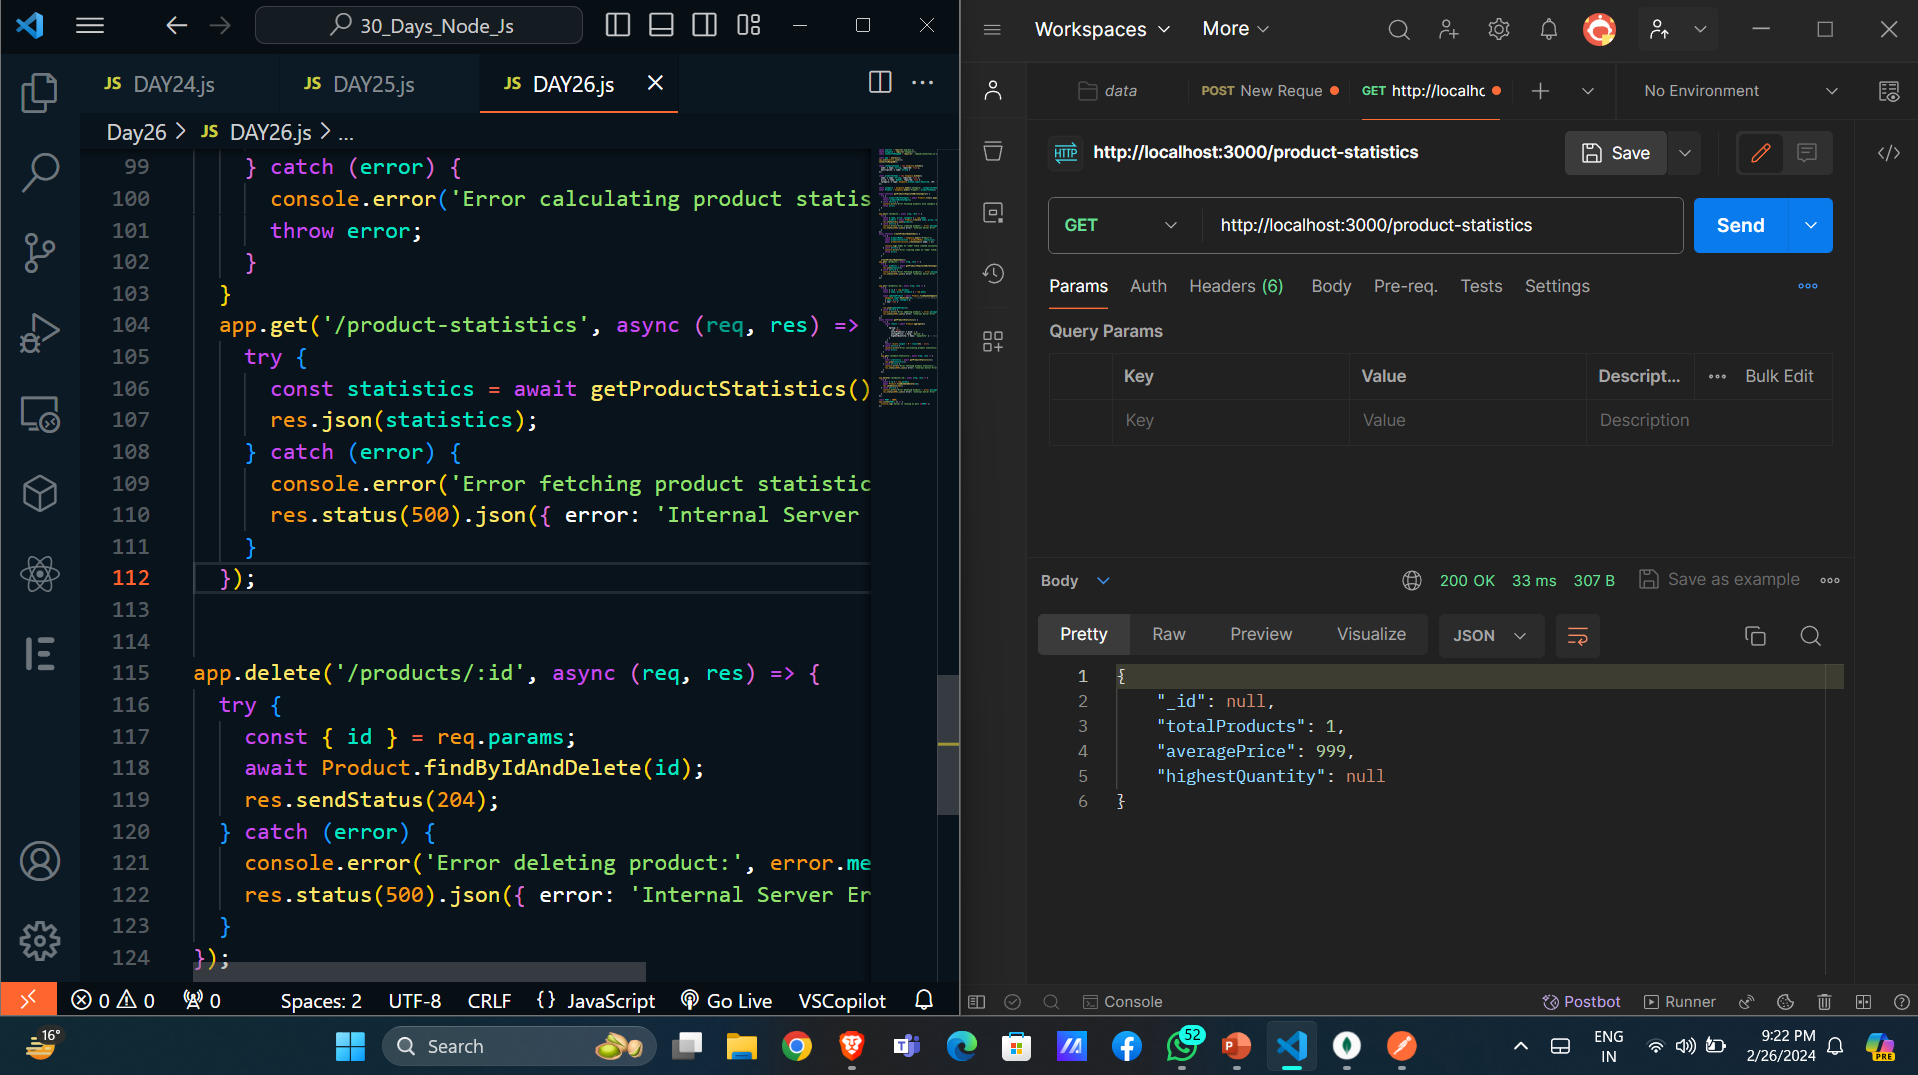 30_Days_Node_Js
JS DAY24.js
JS DAY25.js
JS DAY26.js
Day26 > JS DAY26.js > ...
99 } catch (error) {
100 console.error('Error calculating product statis
101 throw error;
102 }
103 }
104 app.get('/product-statistics', async (req, res) =>
105 try {
106 const statistics = await getProductStatistics()
107 res.json(statistics);
108 } catch (error) {
109 console.error('Error fetching product statistic
110 res.status(500).json({ error: 'Internal Server
111 }
112 });
113
114
115 app.delete('/products/:id', async (req, res) => {
116 try {
117 const { id } = req.params;
118 await Product.findByIdAndDelete(id);
119 res.sendStatus(204);
120 } catch (error) {
121 console.error('Error deleting product:', error.me
122 res.status(500).json({ error: 'Internal Server Er
123 }
124 });
0 0 0 Spaces: 2 UTF-8 CRLF {} JavaScript Go Live VSCopilot
Workspaces More
data POST New Reque GET http://localhc No Environment
HTTP http://localhost:3000/product-statistics Save
GET http://localhost:3000/product-statistics Send
Params Auth Headers (6) Body Pre-req. Tests Settings
Query Params
Key Value Descript... Bulk Edit
Key Value Description
Body 200 OK 33 ms 307 B Save as example
Pretty Raw Preview Visualize JSON
1 {
2 "_id": null,
3 "totalProducts": 1,
4 "averagePrice": 999,
5 "highestQuantity": null
6 }
Console Postbot Runner
16° Search 52 ENG 9:22 PM
IN 2/26/2024 PRE